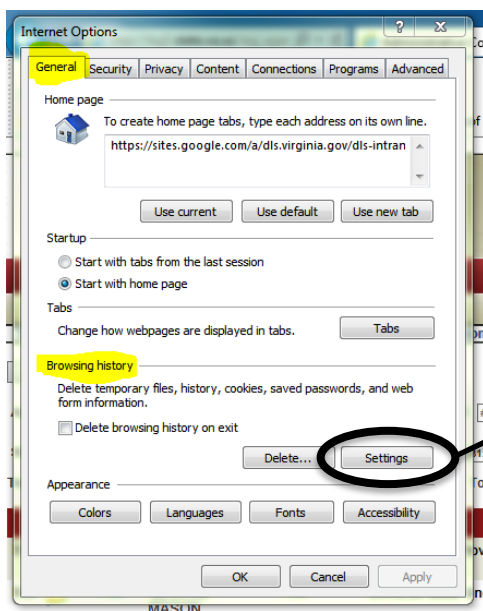 Internet Options
General Security Privacy Content Connections Programs Advanced
Home page
To create home page tabs, type each address on its own line.
https://sites.google.com/a/dls.virginia.gov/dls-intran
Use current Use default Use new tab
Startup
Start with tabs from the last session
Start with home page
Tabs
Change how webpages are displayed in tabs. Tabs
Browsing history
Delete temporary files, history, cookies, saved passwords, and web
form information.
Delete browsing history on exit
Delete... Settings
Appearance
Colors Languages Fonts Accessibility
OK Cancel Apply
MASON